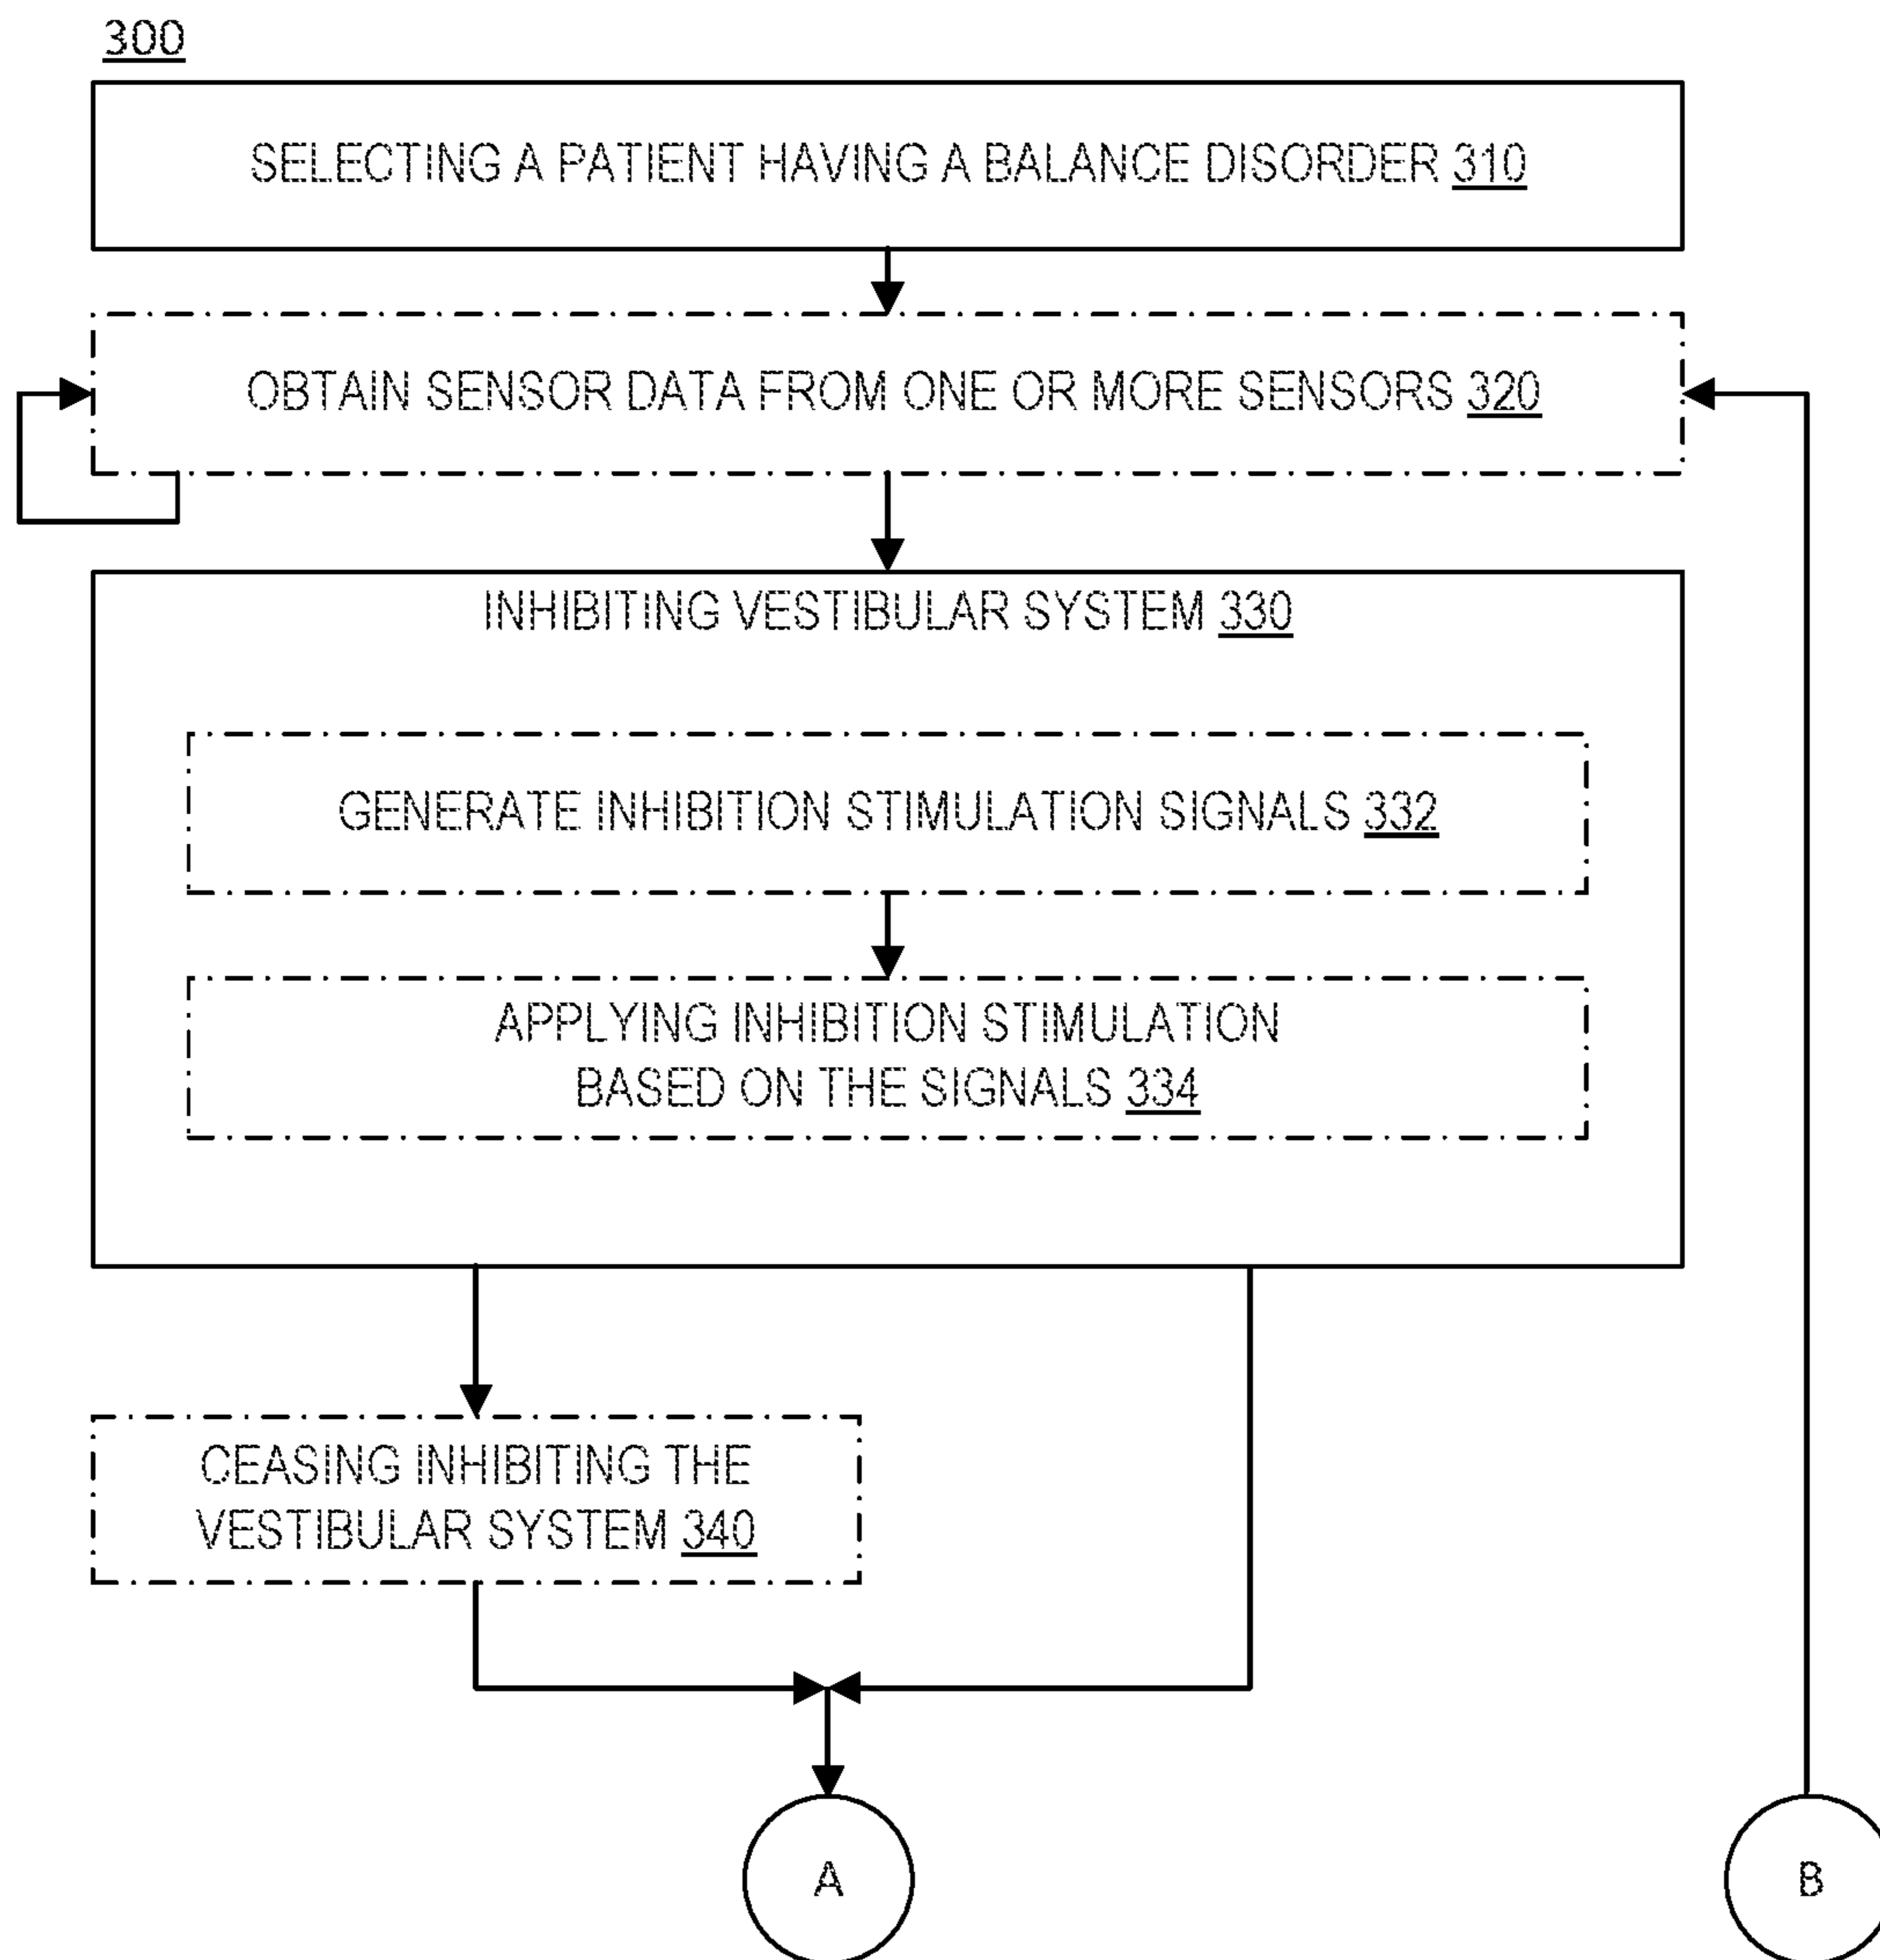 300
SELECTING A PATIENT HAVING A BALANCE DISORDER 310
OBTAIN SENSOR DATA FROM ONE OR MORE SENSORS 320
INHIBITING VESTIBULAR SYSTEM 330
GENERATE INHIBITION STIMULATION SIGNALS 332
APPLYING INHIBITION STIMULATION
BASED ON THE SIGNALS 334
CEASING INHIBITING THE
VESTIBULAR SYSTEM 340
A
B